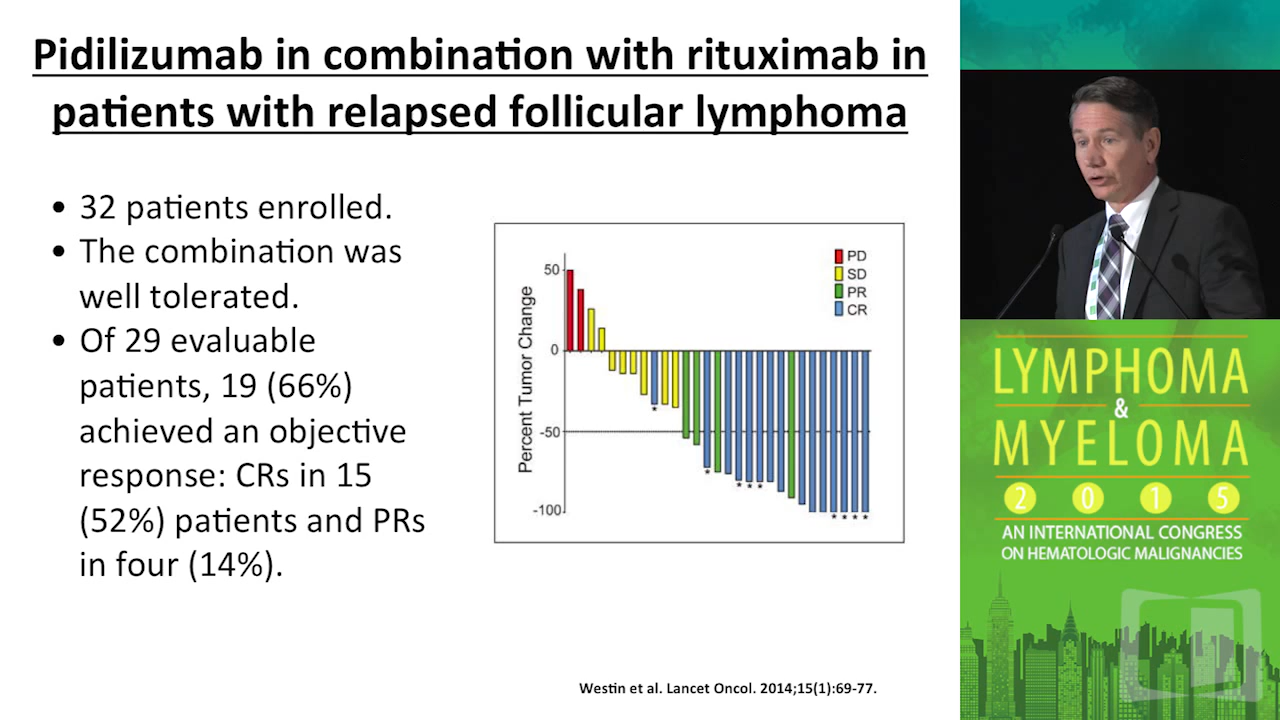 Pidilizumab in combination with rituximab in
patients with relapsed follicular lymphoma
• 32 patients enrolled.
• The combination was
well tolerated.
• Of 29 evaluable
patients, 19 (66%)
achieved an objective
response: CRs in 15
(52%) patients and PRs
in four (14%).
Percent Tumor Change
50
0
-50
-100
PD
SD
PR
CR
*
*
* * *
* * * *
Westin et al. Lancet Oncol. 2014;15(1):69-77.
LYMPHOMA
&
MYELOMA
2 0 1 5
AN INTERNATIONAL CONGRESS
ON HEMATOLOGIC MALIGNANCIES